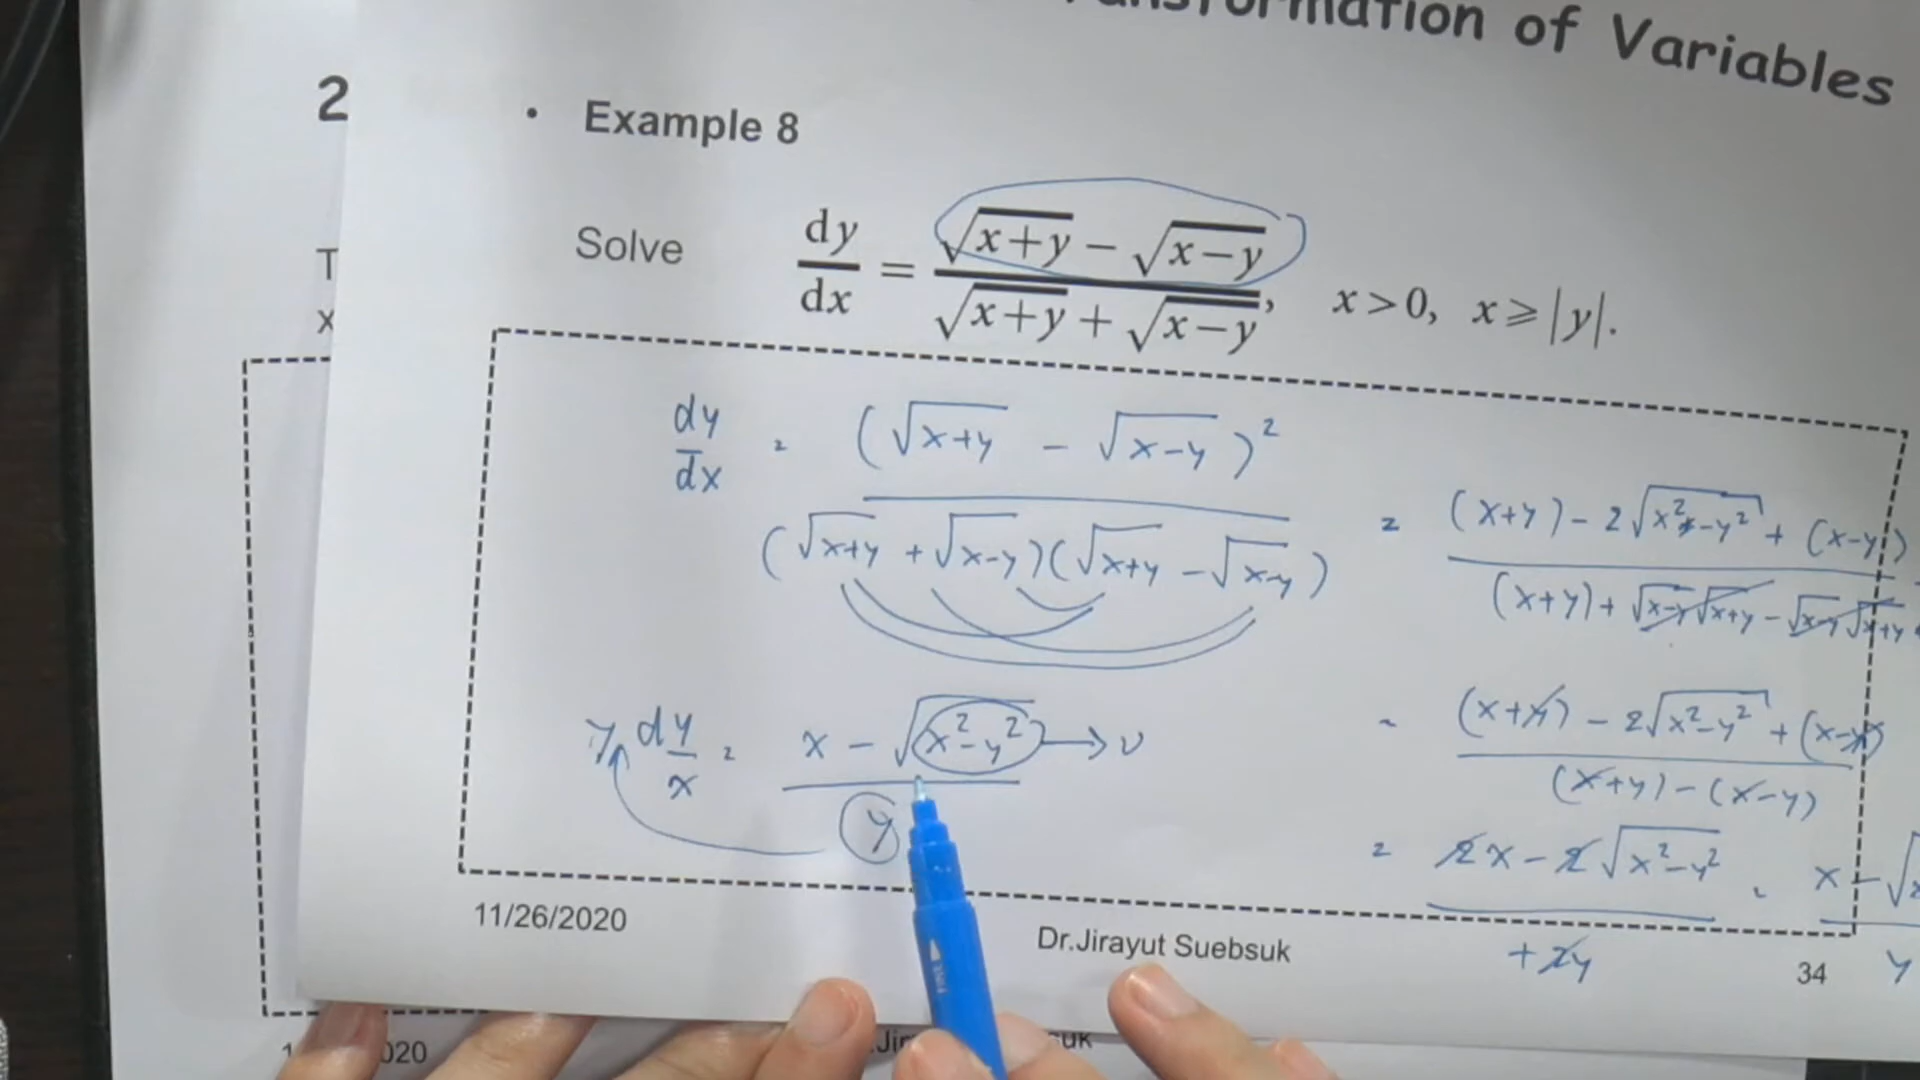 Transformation of Variables
2
• Example 8
Solve dy/dx = (√(x+y) − √(x−y)) / (√(x+y) + √(x−y)), x > 0, x ⩾ |y|.
T
x
dy/dx = (√(x+y) − √(x−y))² / (√(x+y) + √(x−y))(√(x+y) − √(x−y))
= (x+y) − 2√(x²−y²) + (x−y) / (x+y) + √(x−y)√(x+y) − √(x−y)√(x+y)
= (x+y) − 2√(x²−y²) + (x−y) / (x+y) − (x−y)
= 2x − 2√(x²−y²) / +2y = x − √ / y
y dy/x = x − √(x²−y²) / y → v
11/26/2020
Dr.Jirayut Suebsuk
34
020